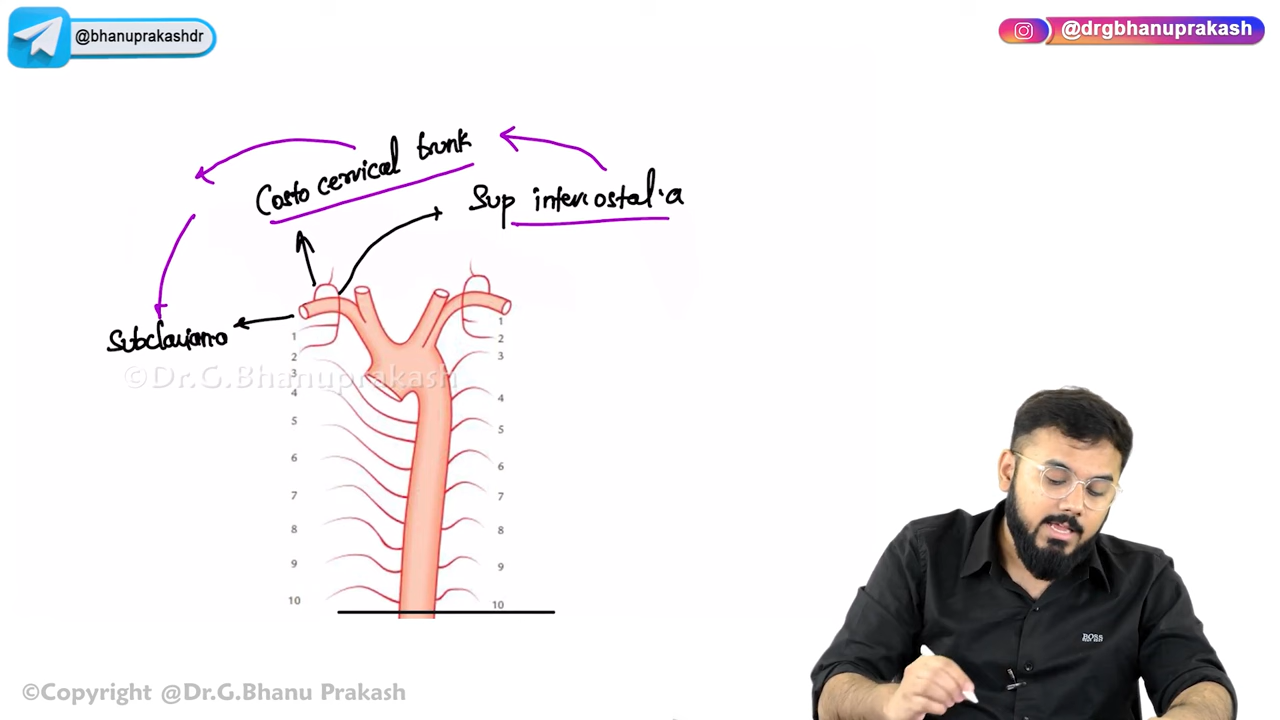 @bhanuprakashdr
@drgbhanuprakash
Costo cervical trunk
Sup intercostal.a
1
1
2
2
3
3
4
4
5
5
6
6
7
7
8
8
9
9
10
10
©Dr.G.Bhanuprakash
BOSS
©Copyright @Dr.G.Bhanu Prakash